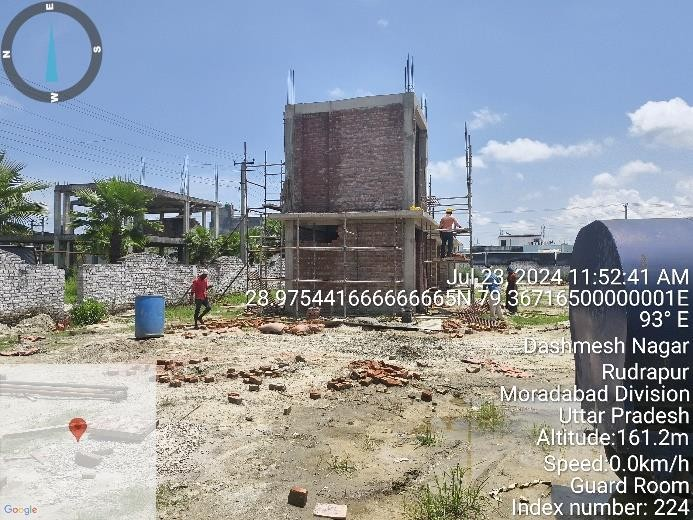 N
E
S
W
Jul 23, 2024 11:52:41 AM
28.975441666666665N 79.36716500000001E
93° E
Dashmesh Nagar
Rudrapur
Moradabad Division
Uttar Pradesh
Altitude:161.2m
Speed:0.0km/h
Guard Room
Index number: 224
Google